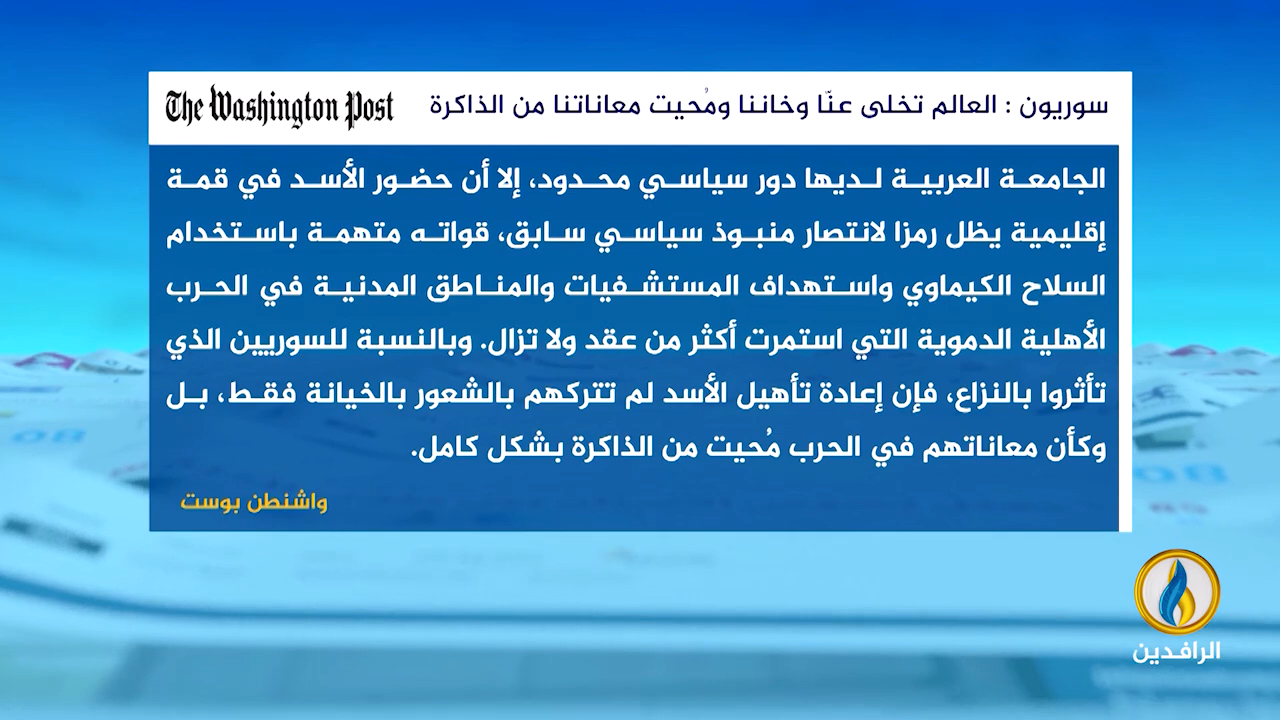 سوريون : العالم تخلى عنّا وخاننا ومُحيت معاناتنا من الذاكرة
The Washington Post
الجامعة العربية لديها دور سياسي محدود، إلا أن حضور الأسد في قمة
إقليمية يظل رمزا لانتصار منبوذ سياسي سابق، قواته متهمة باستخدام
السلاح الكيماوي واستهداف المستشفيات والمناطق المدنية في الحرب
الأهلية الدموية التي استمرت أكثر من عقد ولا تزال. وبالنسبة للسوريين الذي
تأثروا بالنزاع، فإن إعادة تأهيل الأسد لم تتركهم بالشعور بالخيانة فقط، بل
وكأن معاناتهم في الحرب مُحيت من الذاكرة بشكل كامل.
واشنطن بوست
الرافدين